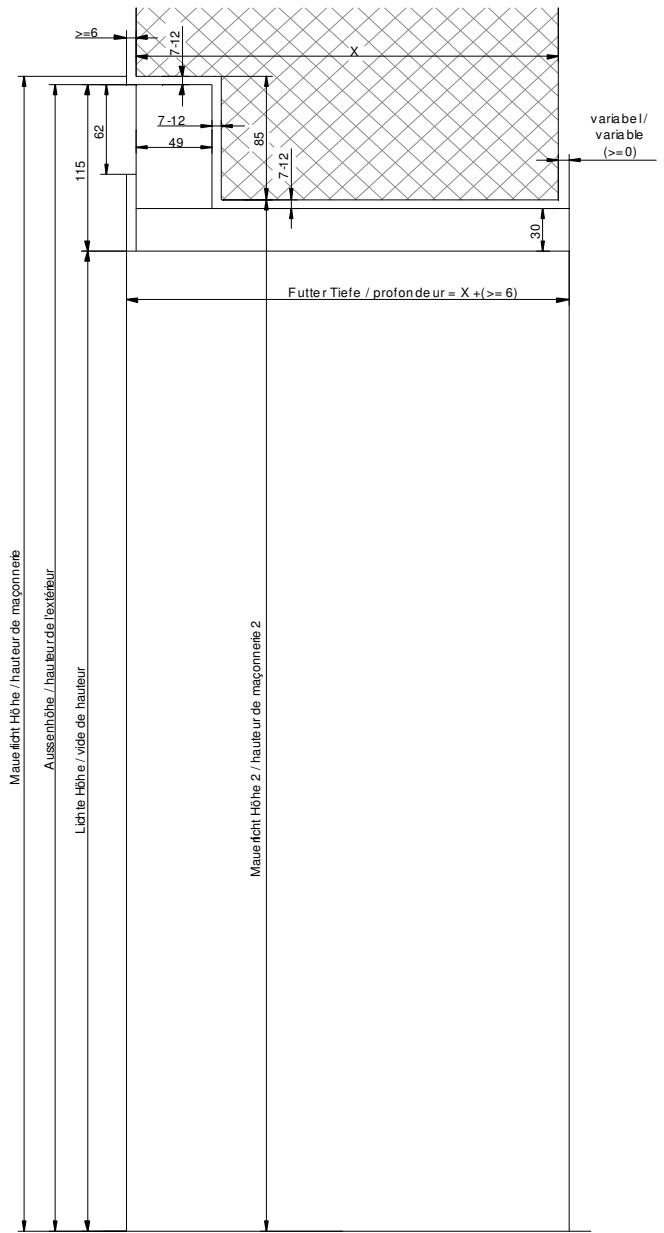 >=6
7-12
X
7-12
49
62
115
85
7-12
variabel/
variable
(>=0)
30
Futter Tiefe / profondeur = X +(>= 6)
Mauerlicht Höhe / hauteur de maçonnerie
Aussenhöhe / hauteur de l'extérieur
Lichte Höhe / vide de hauteur
Mauerlicht Höhe 2 / hauteur de maçonnerie 2